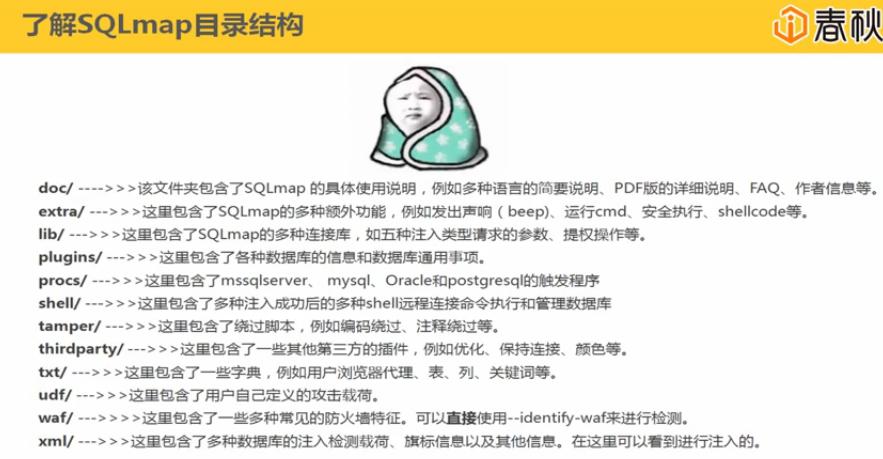 了解SQLmap目录结构
春秋
doc/ ---->>>该文件夹包含了SQLmap 的具体使用说明，例如多种语言的简要说明、PDF版的详细说明、FAQ、作者信息等。
extra/ --->>>这里包含了SQLmap的多种额外功能，例如发出声响（beep)、运行cmd、安全执行、shellcode等。
lib/ --->>>这里包含了SQLmap的多种连接库，如五种注入类型请求的参数、提权操作等。
plugins/ --->>>这里包含了各种数据库的信息和数据库通用事项。
procs/ --->>>这里包含了mssqlserver、 mysql、Oracle和postgresql的触发程序
shell/ --->>>这里包含了多种注入成功后的多种shell远程连接命令执行和管理数据库
tamper/ --->>>这里包含了绕过脚本，例如编码绕过、注释绕过等。
thirdparty/ --->>>这里包含了一些其他第三方的插件，例如优化、保持连接、颜色等。
txt/ --->>>这里包含了一些字典，例如用户浏览器代理、表、列、关键词等。
udf/ --->>>这里包含了用户自己定义的攻击载荷。
waf/ --->>>>这里包含了一些多种常见的防火墙特征。可以直接使用--identify-waf来进行检测。
xml/ --->>>这里包含了多种数据库的注入检测载荷、旗标信息以及其他信息。在这里可以看到进行注入的。